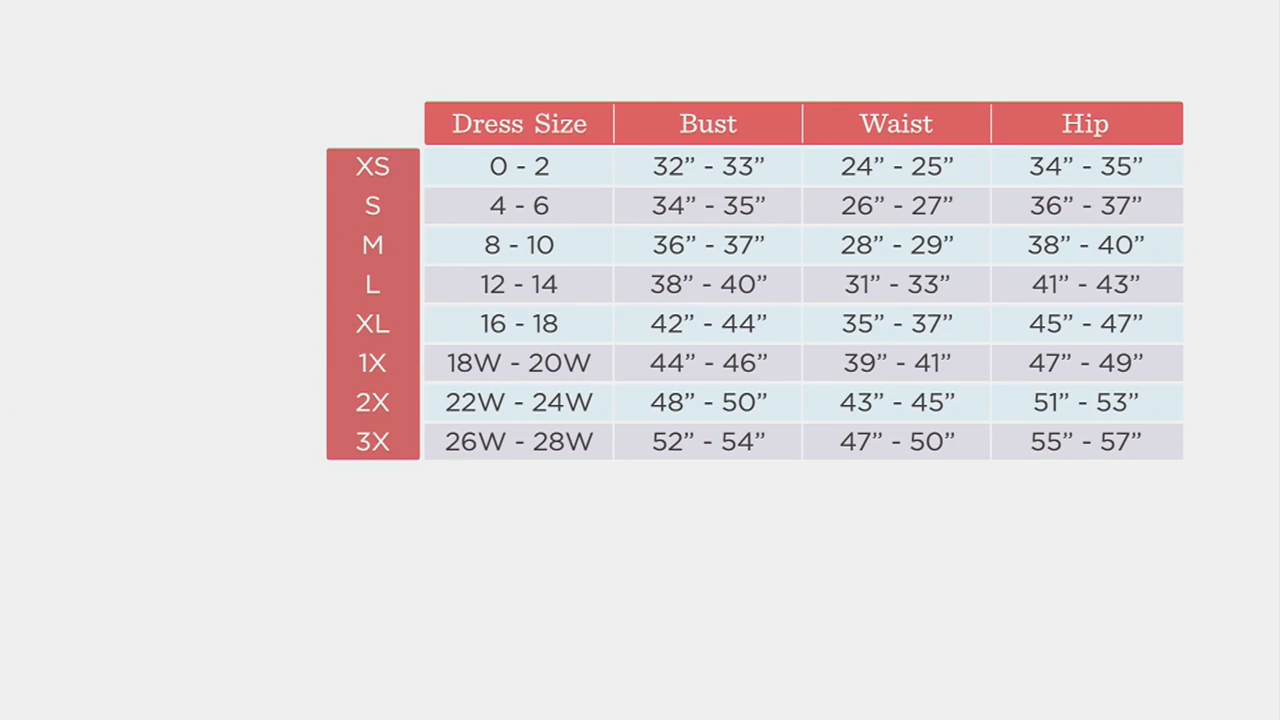 Dress Size Bust Waist Hip
XS 0 - 2 32” - 33” 24” - 25” 34” - 35”
S 4 - 6 34” - 35” 26” - 27” 36” - 37”
M 8 - 10 36” - 37” 28” - 29” 38” - 40”
L 12 - 14 38” - 40” 31” - 33” 41” - 43”
XL 16 - 18 42” - 44” 35” - 37” 45” - 47”
1X 18W - 20W 44” - 46” 39” - 41” 47” - 49”
2X 22W - 24W 48” - 50” 43” - 45” 51” - 53”
3X 26W - 28W 52” - 54” 47” - 50” 55” - 57”